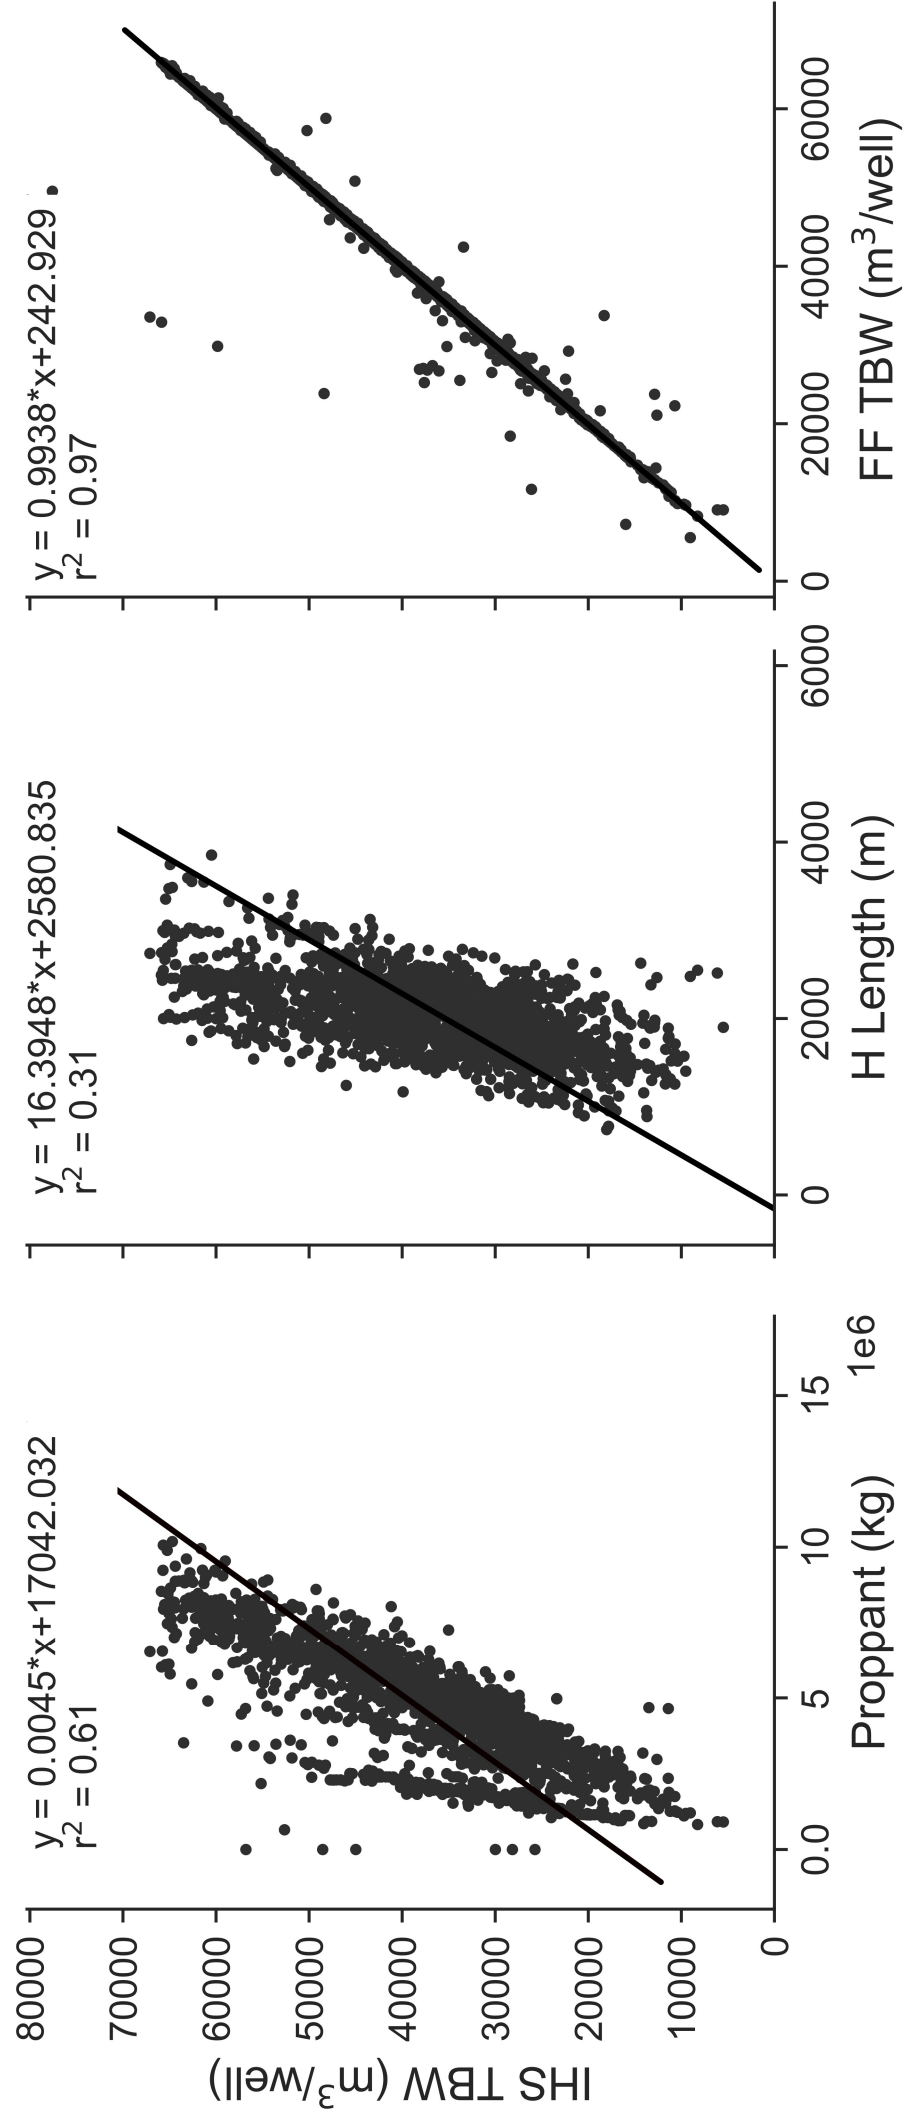 IHS TBW (m³/well)
80000
70000
60000
50000
40000
30000
20000
10000
0
y = 0.0045*x+17042.032
r² = 0.61
0.0
5
10
15
1e6
Proppant (kg)
y = 16.3948*x+2580.835
r² = 0.31
0
2000
4000
6000
H Length (m)
y = 0.9938*x+242.929
r² = 0.97
0
20000
40000
60000
FF TBW (m³/well)